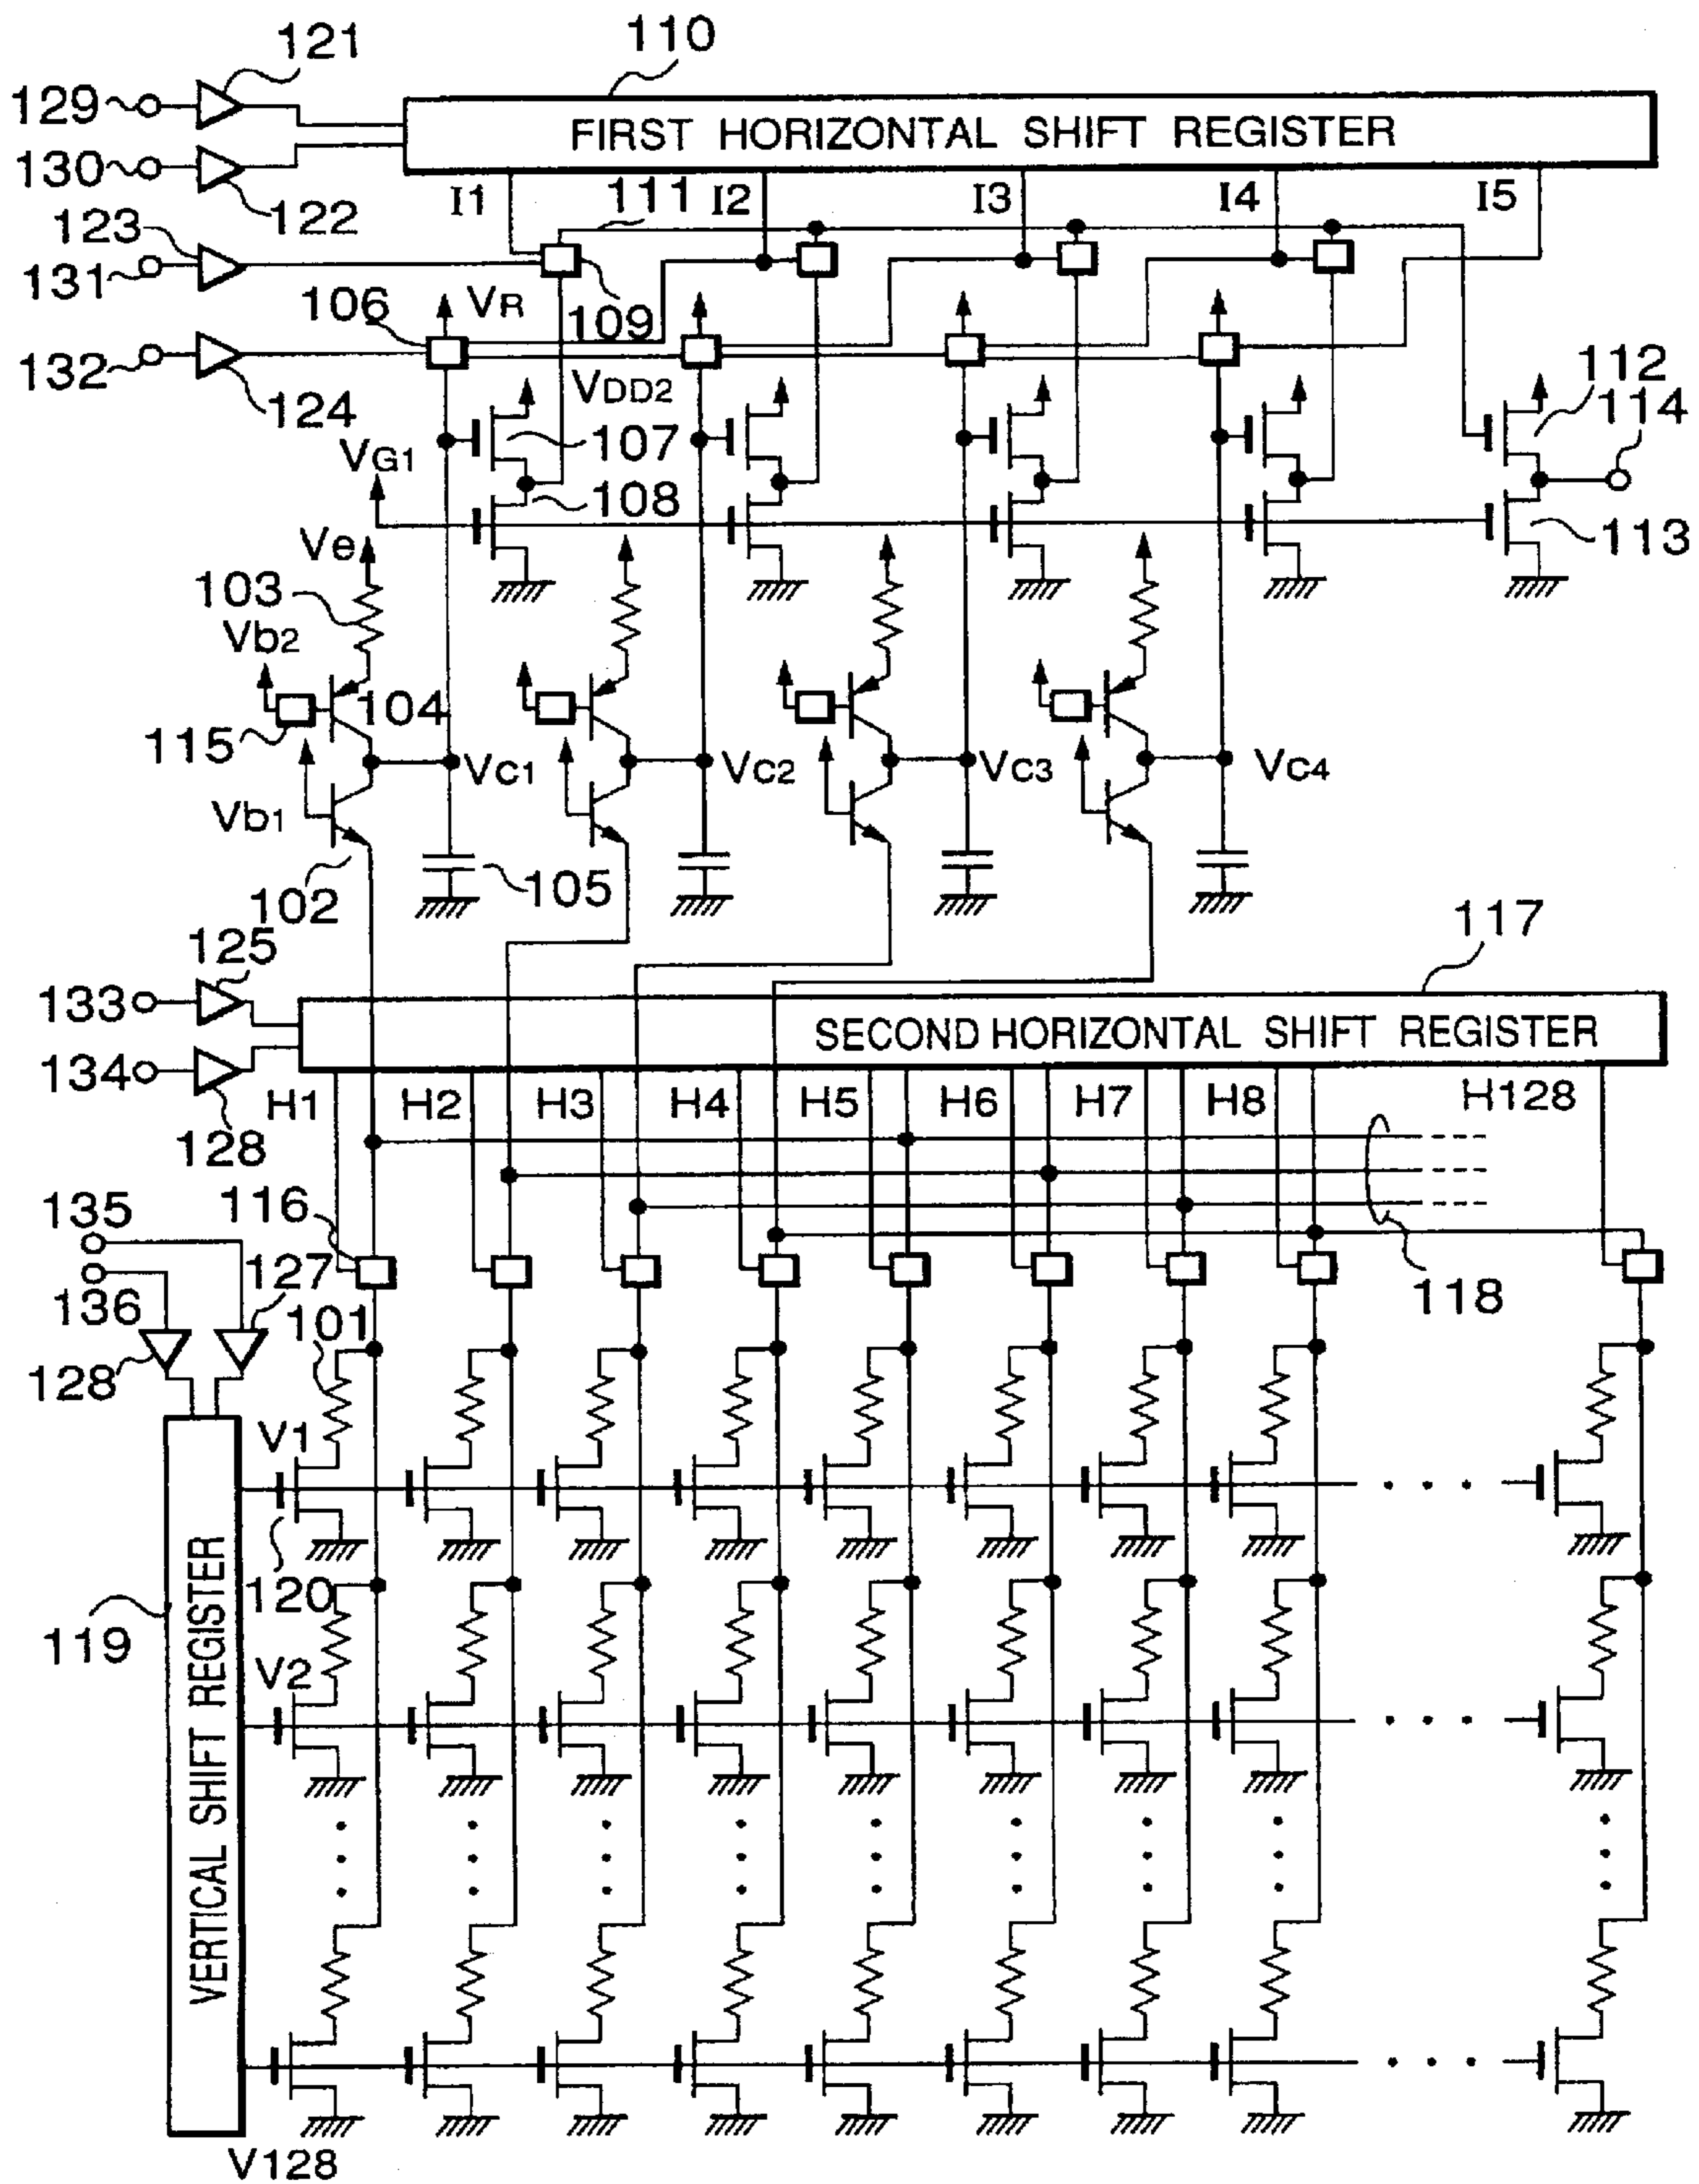 121
110
129
FIRST HORIZONTAL SHIFT REGISTER
130
122
I1
111
I2
I3
I4
I5
123
131
106
VR
109
132
124
VDD2
112
114
107
VG1
108
113
Ve
103
Vb2
104
115
VC1
VC2
VC3
VC4
Vb1
105
102
117
125
133
SECOND HORIZONTAL SHIFT REGISTER
134
128
H1
H2
H3
H4
H5
H6
H7
H8
H128
135
116
127
136
118
101
128
V1
120
119
VERTICAL SHIFT REGISTER
V2
V128